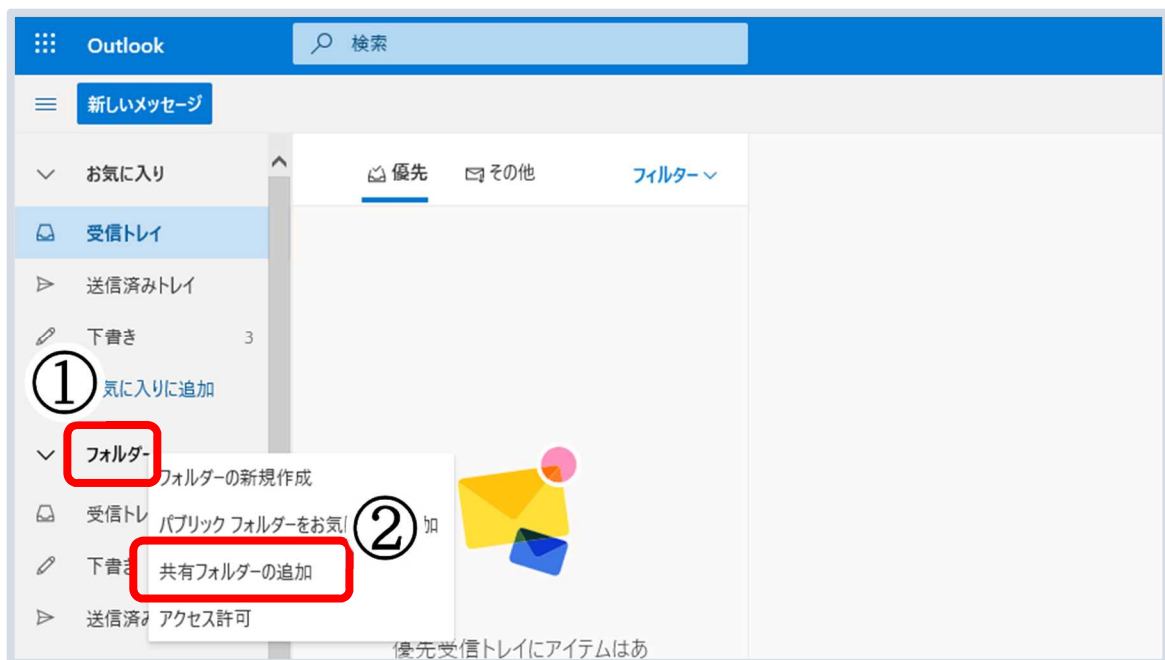 Outlook
検索
新しいメッセージ
お気に入り
優先 その他 フィルター
受信トレイ
送信済みトレイ
下書き 3
① 気に入りに追加
フォルダー
フォルダーの新規作成
受信トレ
パブリック フォルダーをお気に ② 加
下書き
共有フォルダーの追加
送信済み
アクセス許可
優先受信トレイにアイテムはあ